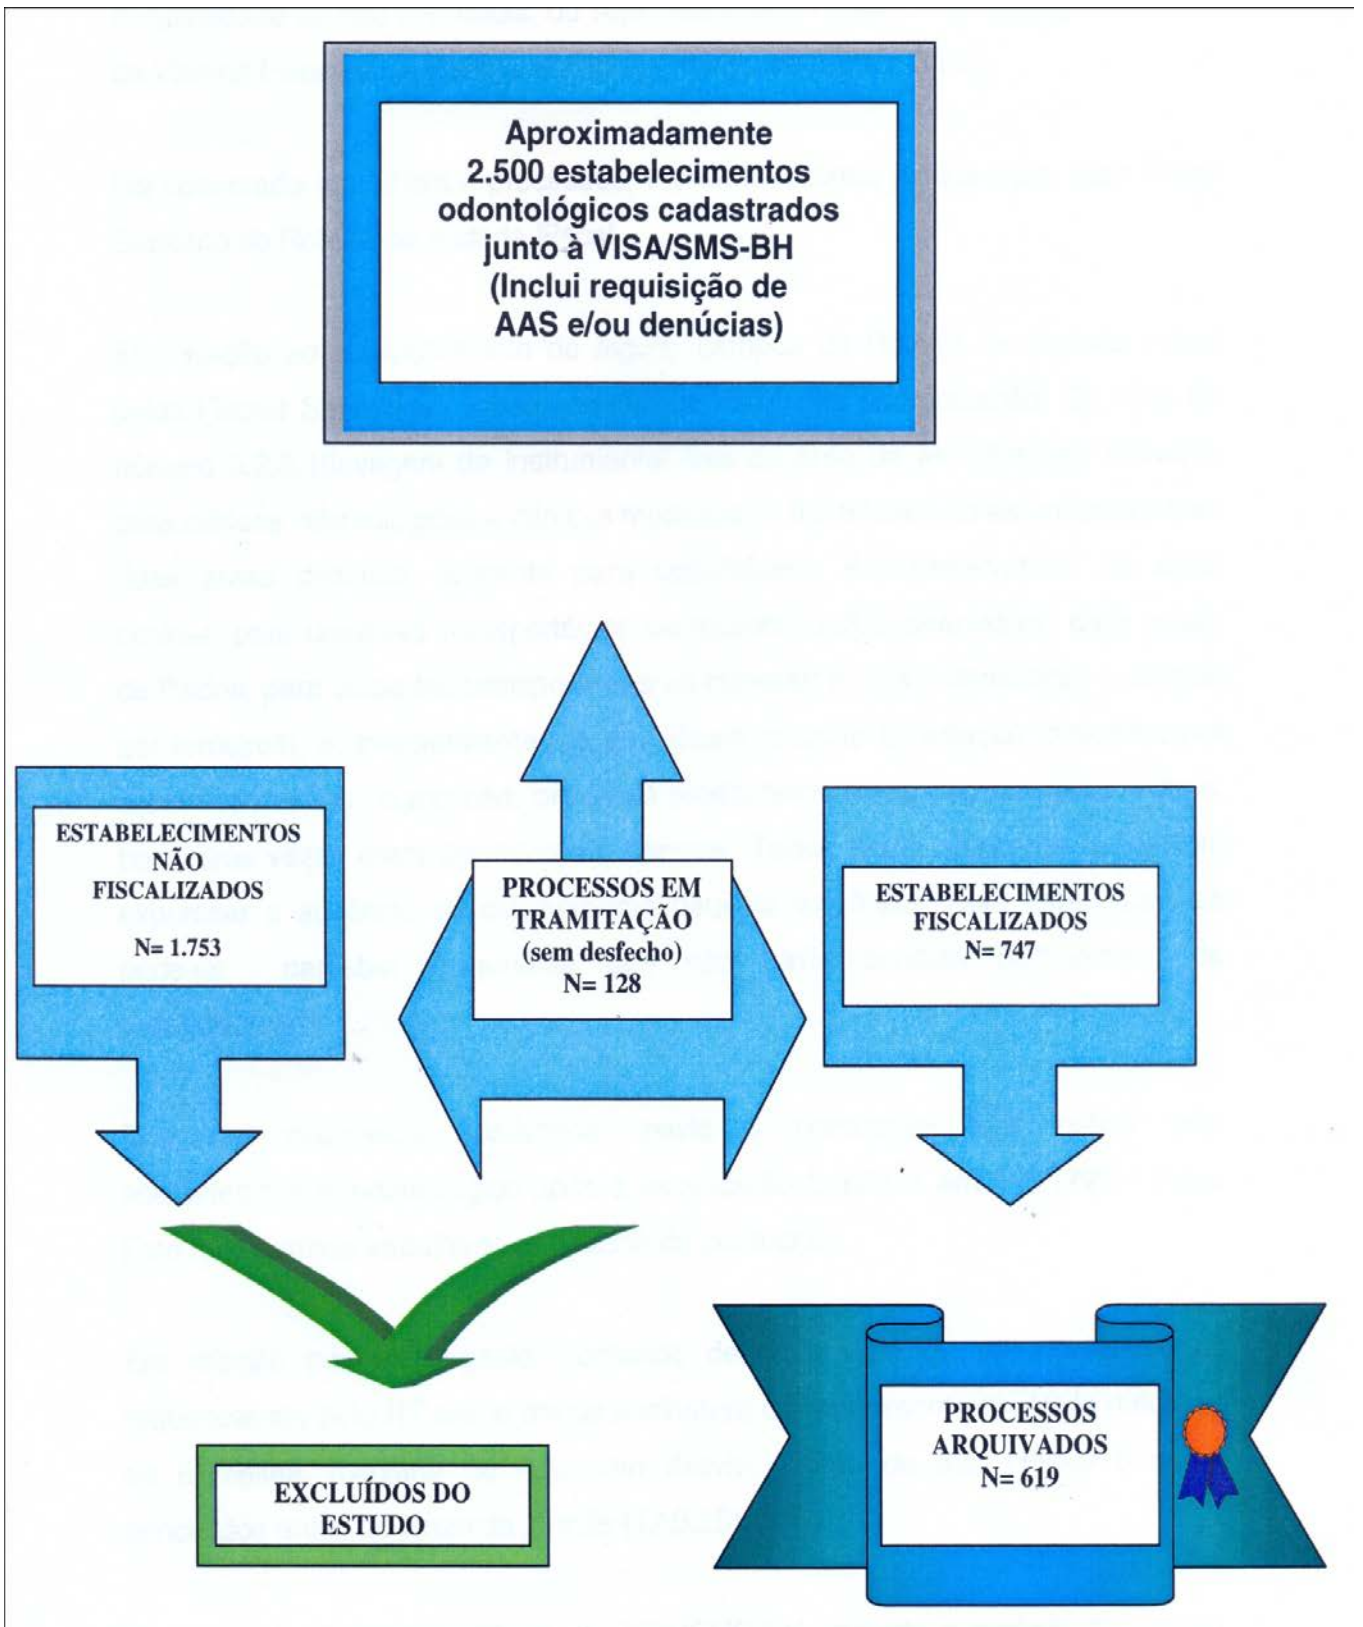 Aproximadamente
2.500 estabelecimentos
odontológicos cadastrados
junto à VISA/SMS-BH
(Inclui requisição de
AAS e/ou denúcias)
ESTABELECIMENTOS
NÃO
FISCALIZADOS
N= 1.753
PROCESSOS EM
TRAMITAÇÃO
(sem desfecho)
N= 128
ESTABELECIMENTOS
FISCALIZADOS
N= 747
EXCLUÍDOS DO
ESTUDO
PROCESSOS
ARQUIVADOS
N= 619